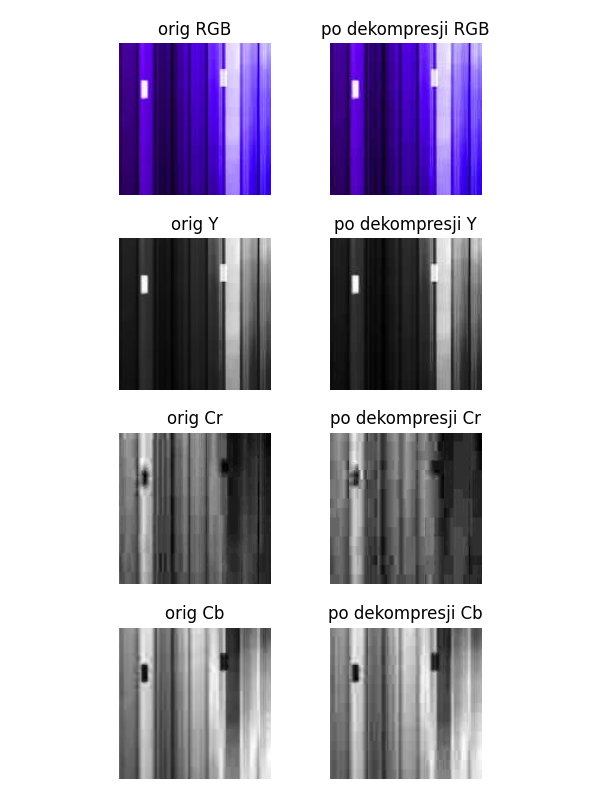 orig RGB
po dekompresji RGB
orig Y
po dekompresji Y
orig Cr
po dekompresji Cr
orig Cb
po dekompresji Cb